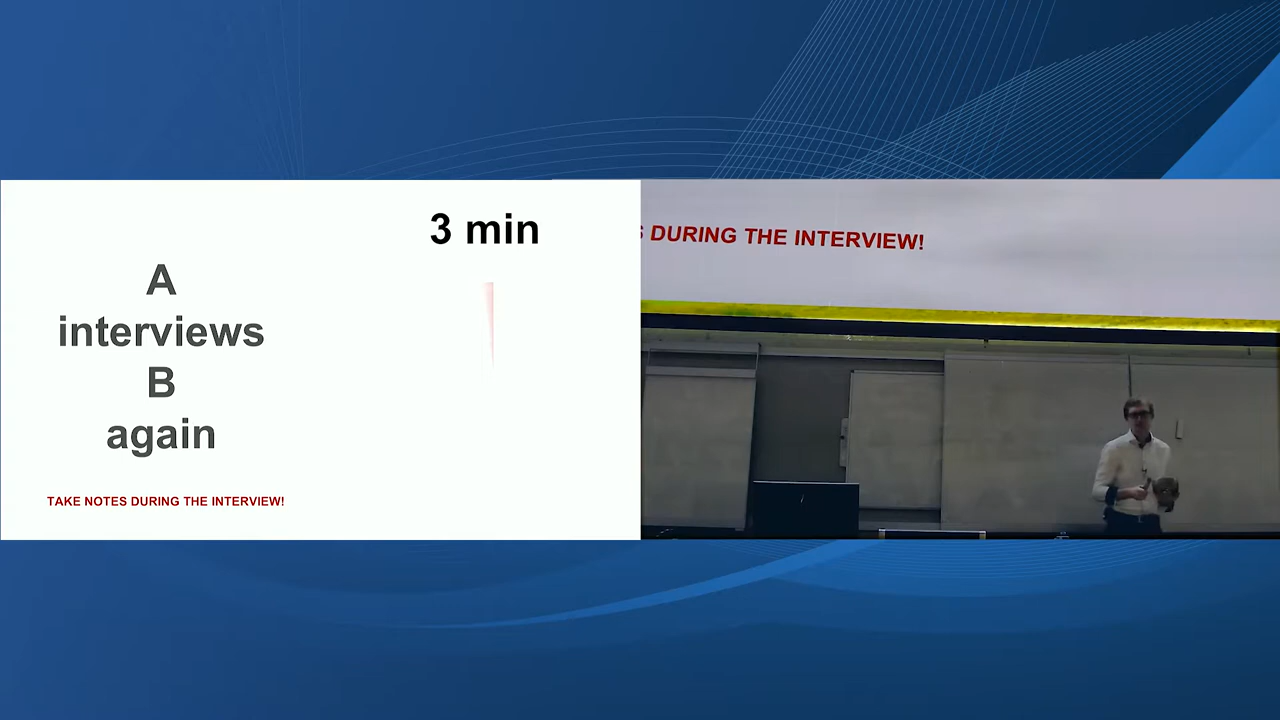 3 min
A
interviews
B
again
TAKE NOTES DURING THE INTERVIEW!
DURING THE INTERVIEW!